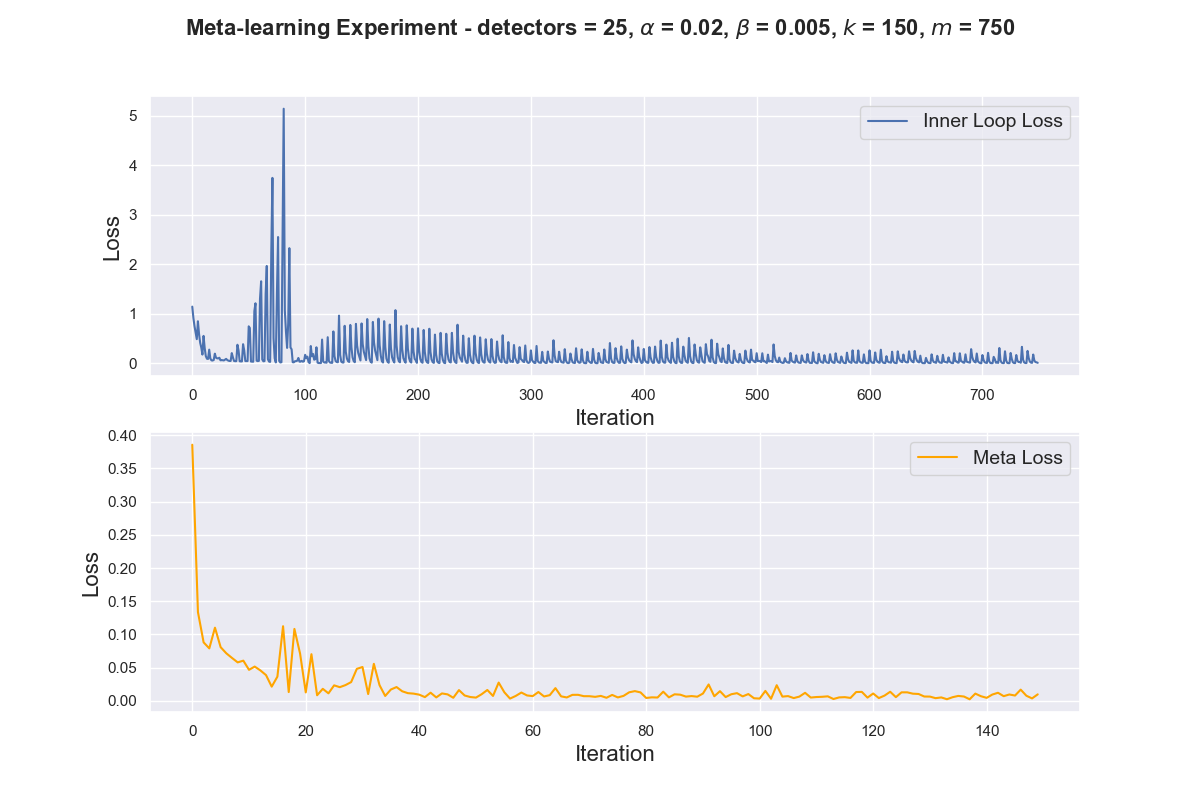 Meta-learning Experiment - detectors = 25, α = 0.02, β = 0.005, k = 150, m = 750
Inner Loop Loss
5
4
3
2
1
0
Loss
0 100 200 300 400 500 600 700
Iteration
Meta Loss
0.40
0.35
0.30
0.25
0.20
0.15
0.10
0.05
0.00
Loss
0 20 40 60 80 100 120 140
Iteration